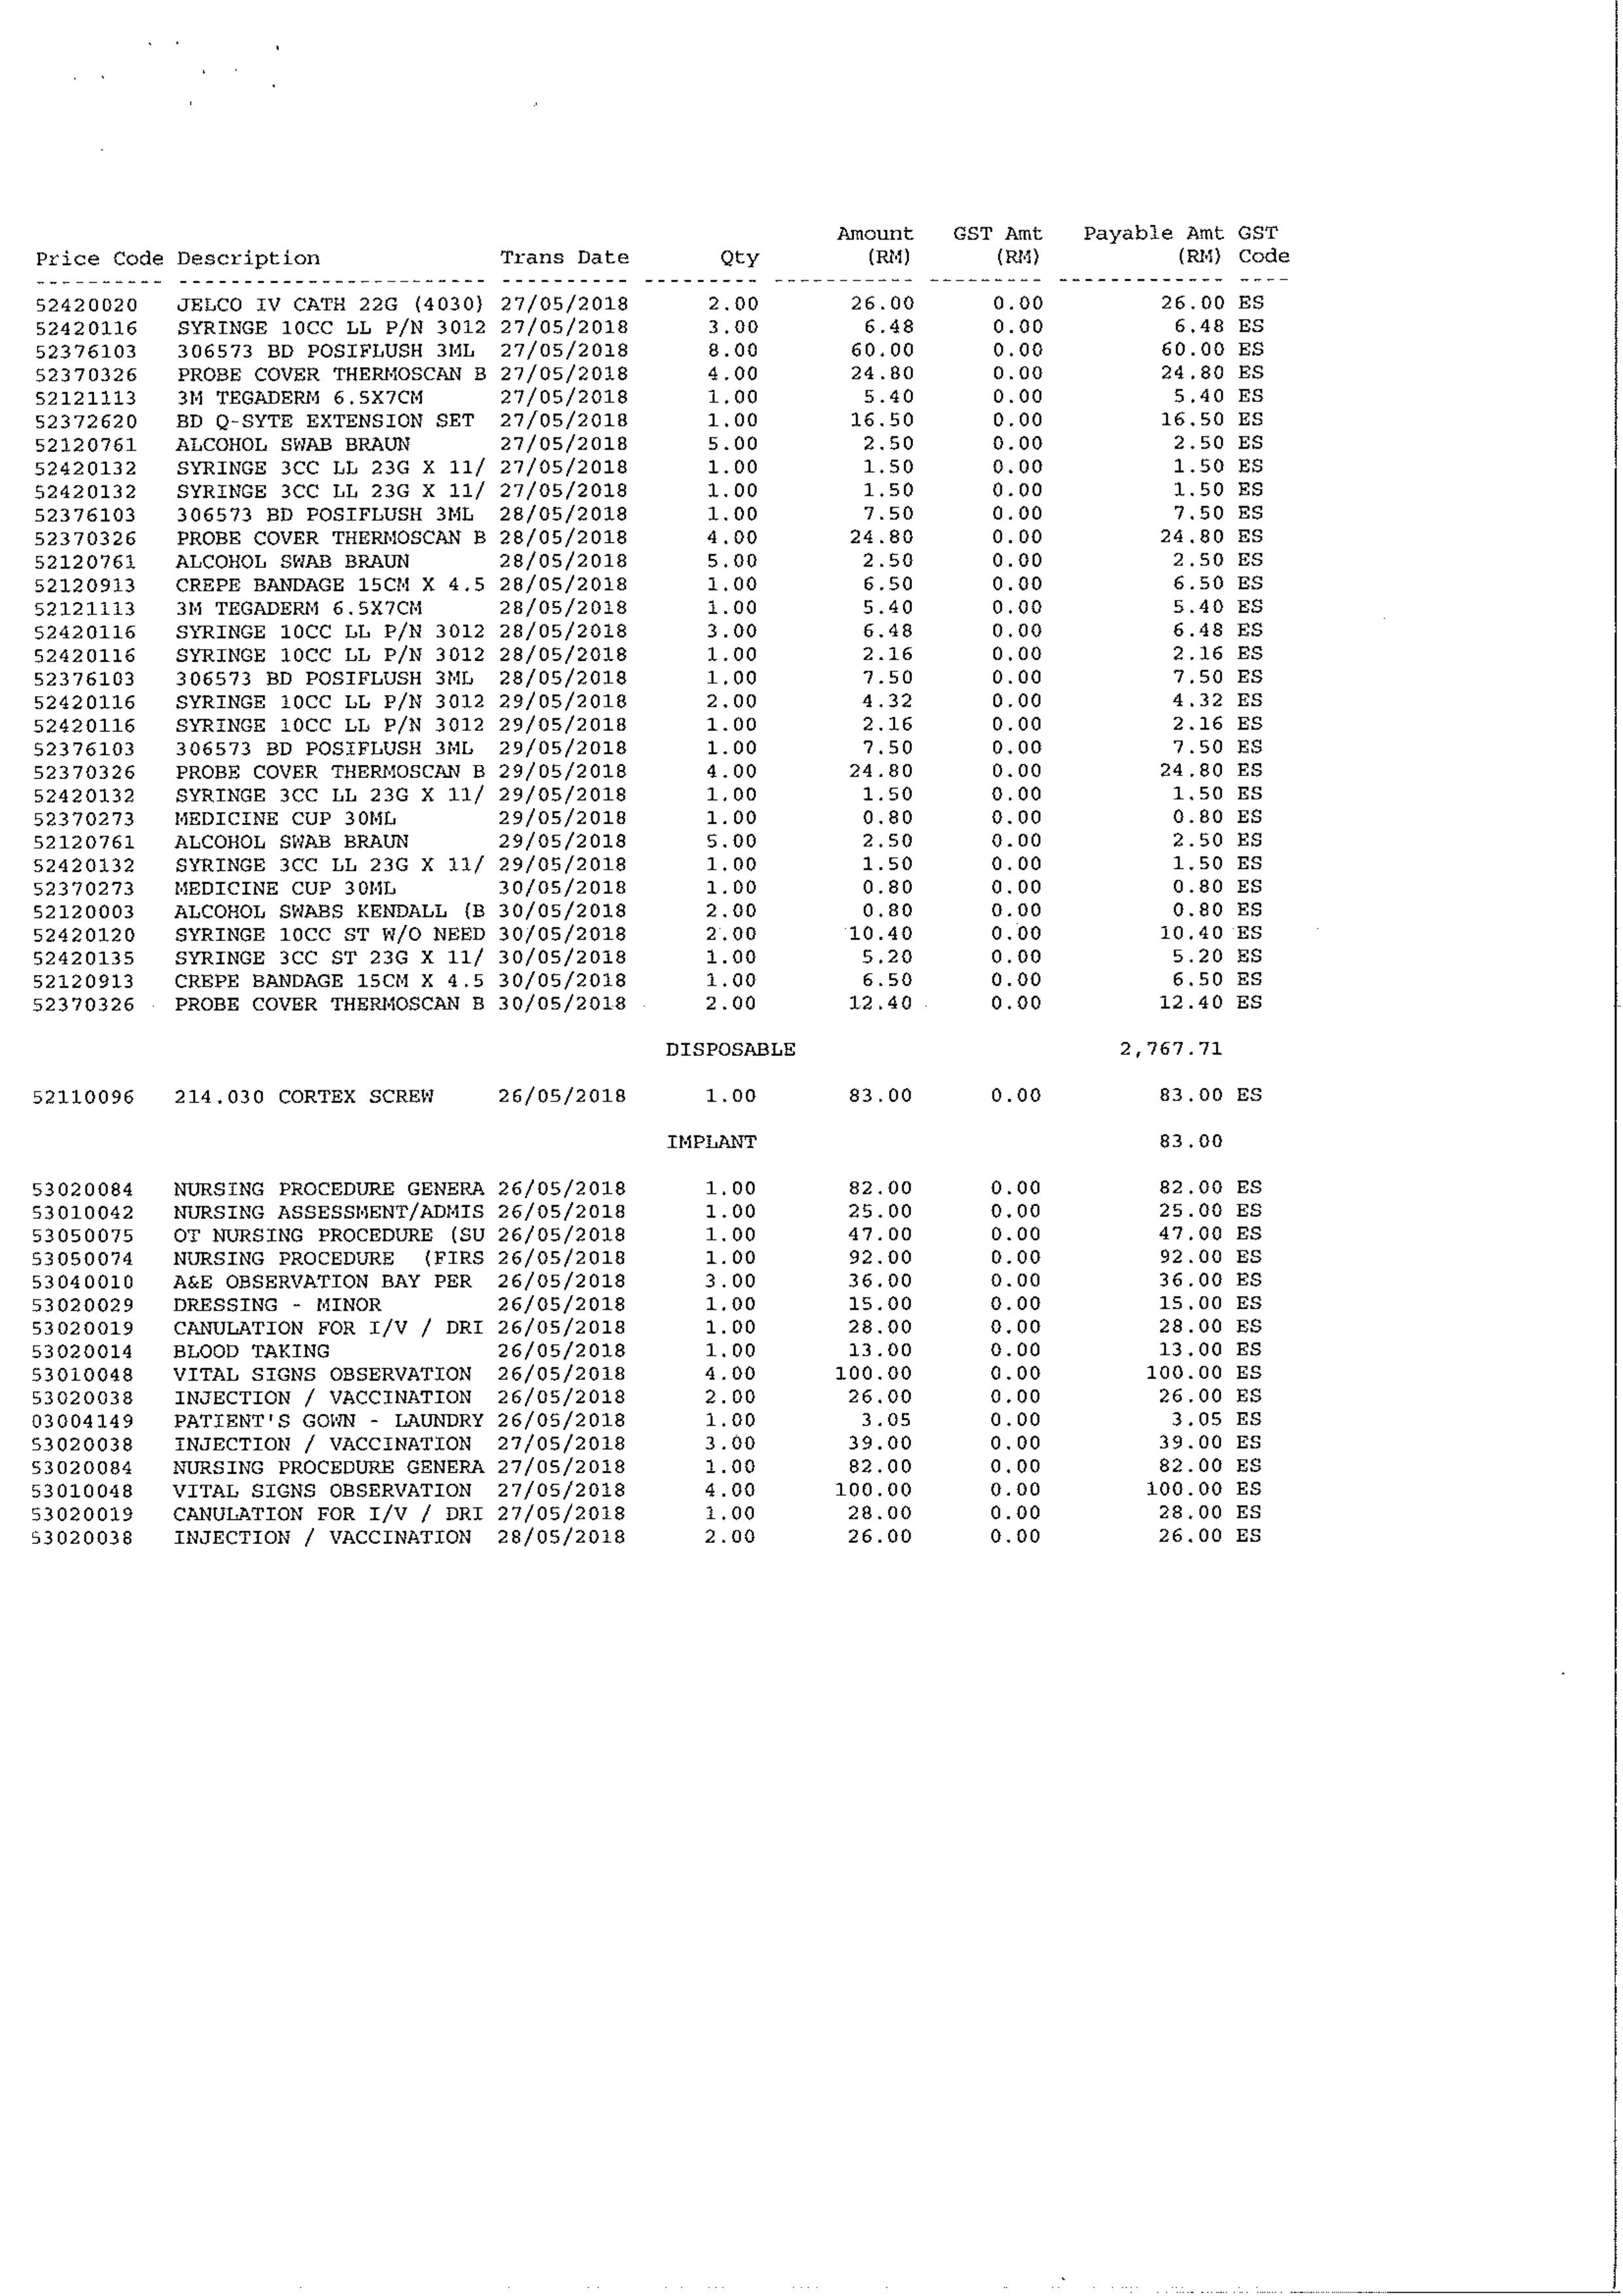 Amount GST Amt Payable Amt GST
Price Code Description Trans Date Qty (RM) (RM) (RM) Code
---------- ------------------------ ---------- --------- ----------- --------- ------------- ----
52420020 JELCO IV CATH 22G (4030) 27/05/2018 2.00 26.00 0.00 26.00 ES
52420116 SYRINGE 10CC LL P/N 3012 27/05/2018 3.00 6.48 0.00 6.48 ES
52376103 306573 BD POSIFLUSH 3ML 27/05/2018 8.00 60.00 0.00 60.00 ES
52370326 PROBE COVER THERMOSCAN B 27/05/2018 4.00 24.80 0.00 24.80 ES
52121113 3M TEGADERM 6.5X7CM 27/05/2018 1.00 5.40 0.00 5.40 ES
52372620 BD Q-SYTE EXTENSION SET 27/05/2018 1.00 16.50 0.00 16.50 ES
52120761 ALCOHOL SWAB BRAUN 27/05/2018 5.00 2.50 0.00 2.50 ES
52420132 SYRINGE 3CC LL 23G X 11/ 27/05/2018 1.00 1.50 0.00 1.50 ES
52420132 SYRINGE 3CC LL 23G X 11/ 27/05/2018 1.00 1.50 0.00 1.50 ES
52376103 306573 BD POSIFLUSH 3ML 28/05/2018 1.00 7.50 0.00 7.50 ES
52370326 PROBE COVER THERMOSCAN B 28/05/2018 4.00 24.80 0.00 24.80 ES
52120761 ALCOHOL SWAB BRAUN 28/05/2018 5.00 2.50 0.00 2.50 ES
52120913 CREPE BANDAGE 15CM X 4.5 28/05/2018 1.00 6.50 0.00 6.50 ES
52121113 3M TEGADERM 6.5X7CM 28/05/2018 1.00 5.40 0.00 5.40 ES
52420116 SYRINGE 10CC LL P/N 3012 28/05/2018 3.00 6.48 0.00 6.48 ES
52420116 SYRINGE 10CC LL P/N 3012 28/05/2018 1.00 2.16 0.00 2.16 ES
52376103 306573 BD POSIFLUSH 3ML 28/05/2018 1.00 7.50 0.00 7.50 ES
52420116 SYRINGE 10CC LL P/N 3012 29/05/2018 2.00 4.32 0.00 4.32 ES
52420116 SYRINGE 10CC LL P/N 3012 29/05/2018 1.00 2.16 0.00 2.16 ES
52376103 306573 BD POSIFLUSH 3ML 29/05/2018 1.00 7.50 0.00 7.50 ES
52370326 PROBE COVER THERMOSCAN B 29/05/2018 4.00 24.80 0.00 24.80 ES
52420132 SYRINGE 3CC LL 23G X 11/ 29/05/2018 1.00 1.50 0.00 1.50 ES
52370273 MEDICINE CUP 30ML 29/05/2018 1.00 0.80 0.00 0.80 ES
52120761 ALCOHOL SWAB BRAUN 29/05/2018 5.00 2.50 0.00 2.50 ES
52420132 SYRINGE 3CC LL 23G X 11/ 29/05/2018 1.00 1.50 0.00 1.50 ES
52370273 MEDICINE CUP 30ML 30/05/2018 1.00 0.80 0.00 0.80 ES
52120003 ALCOHOL SWABS KENDALL (B 30/05/2018 2.00 0.80 0.00 0.80 ES
52420120 SYRINGE 10CC ST W/O NEED 30/05/2018 2.00 10.40 0.00 10.40 ES
52420135 SYRINGE 3CC ST 23G X 11/ 30/05/2018 1.00 5.20 0.00 5.20 ES
52120913 CREPE BANDAGE 15CM X 4.5 30/05/2018 1.00 6.50 0.00 6.50 ES
52370326 PROBE COVER THERMOSCAN B 30/05/2018 2.00 12.40 0.00 12.40 ES
DISPOSABLE 2,767.71
52110096 214.030 CORTEX SCREW 26/05/2018 1.00 83.00 0.00 83.00 ES
IMPLANT 83.00
53020084 NURSING PROCEDURE GENERA 26/05/2018 1.00 82.00 0.00 82.00 ES
53010042 NURSING ASSESSMENT/ADMIS 26/05/2018 1.00 25.00 0.00 25.00 ES
53050075 OT NURSING PROCEDURE (SU 26/05/2018 1.00 47.00 0.00 47.00 ES
53050074 NURSING PROCEDURE (FIRS 26/05/2018 1.00 92.00 0.00 92.00 ES
53040010 A&E OBSERVATION BAY PER 26/05/2018 3.00 36.00 0.00 36.00 ES
53020029 DRESSING - MINOR 26/05/2018 1.00 15.00 0.00 15.00 ES
53020019 CANULATION FOR I/V / DRI 26/05/2018 1.00 28.00 0.00 28.00 ES
53020014 BLOOD TAKING 26/05/2018 1.00 13.00 0.00 13.00 ES
53010048 VITAL SIGNS OBSERVATION 26/05/2018 4.00 100.00 0.00 100.00 ES
53020038 INJECTION / VACCINATION 26/05/2018 2.00 26.00 0.00 26.00 ES
03004149 PATIENT'S GOWN - LAUNDRY 26/05/2018 1.00 3.05 0.00 3.05 ES
53020038 INJECTION / VACCINATION 27/05/2018 3.00 39.00 0.00 39.00 ES
53020084 NURSING PROCEDURE GENERA 27/05/2018 1.00 82.00 0.00 82.00 ES
53010048 VITAL SIGNS OBSERVATION 27/05/2018 4.00 100.00 0.00 100.00 ES
53020019 CANULATION FOR I/V / DRI 27/05/2018 1.00 28.00 0.00 28.00 ES
53020038 INJECTION / VACCINATION 28/05/2018 2.00 26.00 0.00 26.00 ES